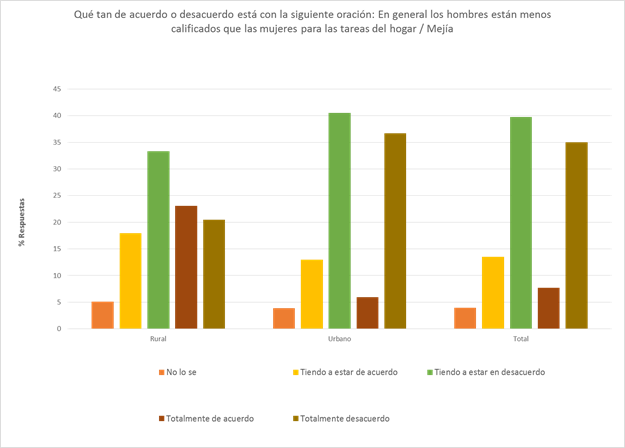 Qué tan de acuerdo o desacuerdo está con la siguiente oración: En general los hombres están menos
calificados que las mujeres para las tareas del hogar / Mejía
45
40
35
30
25
20
15
10
5
0
% Respuestas
Rural
Urbano
Total
No lo se
Tiendo a estar de acuerdo
Tiendo a estar en desacuerdo
Totalmente de acuerdo
Totalmente desacuerdo